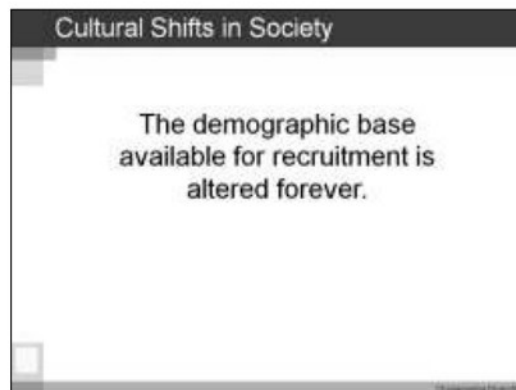 Cultural Shifts in Society
The demographic base
available for recruitment is
altered forever.